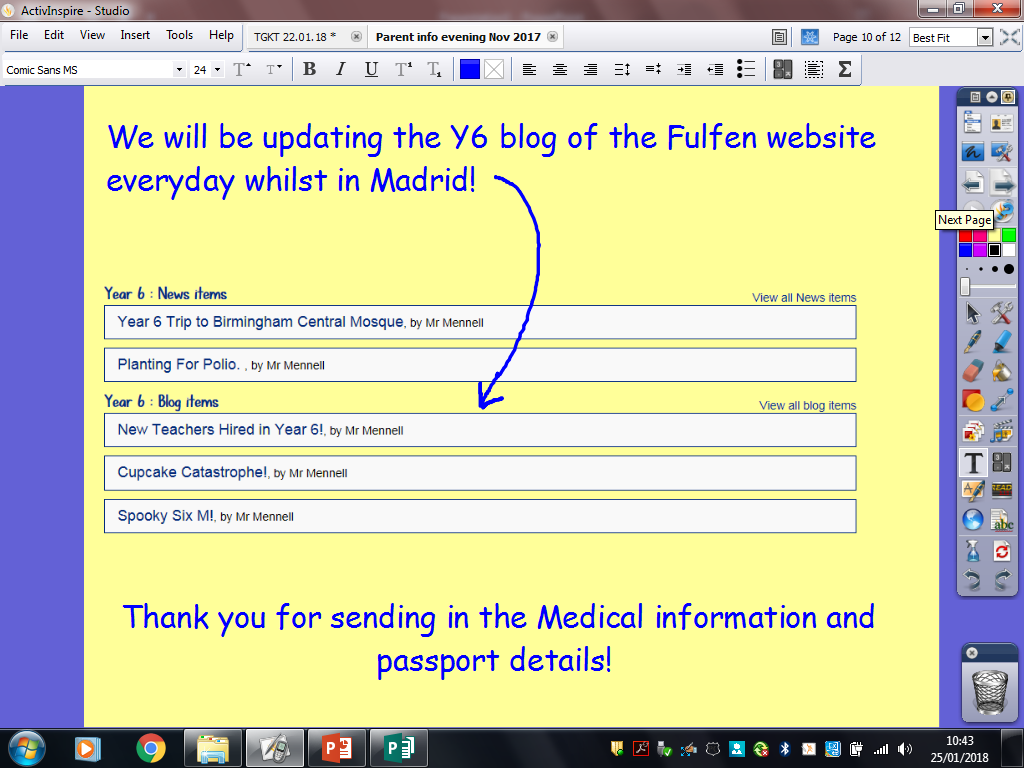 ActivInspire - Studio
File Edit View Insert Tools Help
TGKT 22.01.18 *
Parent info evening Nov 2017
Page 10 of 12
Best Fit
Comic Sans MS
24
B I U
We will be updating the Y6 blog of the Fulfen website
everyday whilst in Madrid!
Next Page
Year 6 : News items
View all News items
Year 6 Trip to Birmingham Central Mosque, by Mr Mennell
Planting For Polio. , by Mr Mennell
Year 6 : Blog items
View all blog items
New Teachers Hired in Year 6!, by Mr Mennell
Cupcake Catastrophe!, by Mr Mennell
Spooky Six M!, by Mr Mennell
Thank you for sending in the Medical information and
passport details!
10:43
25/01/2018